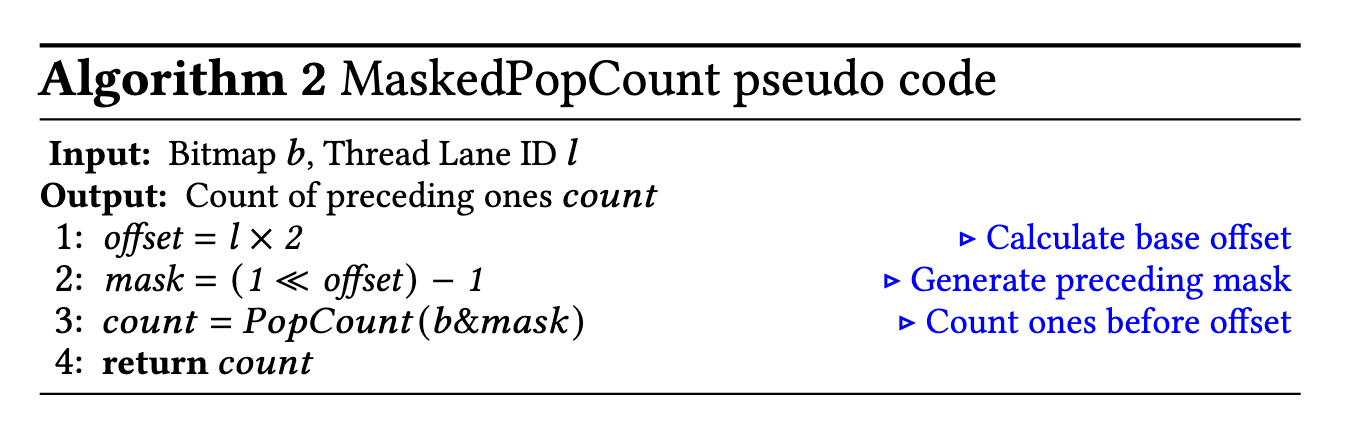 Algorithm 2 MaskedPopCount pseudo code
Input: Bitmap b, Thread Lane ID l
Output: Count of preceding ones count
1: offset = l × 2 ▷ Calculate base offset
2: mask = (1 ≪ offset) − 1 ▷ Generate preceding mask
3: count = PopCount(b&mask) ▷ Count ones before offset
4: return count